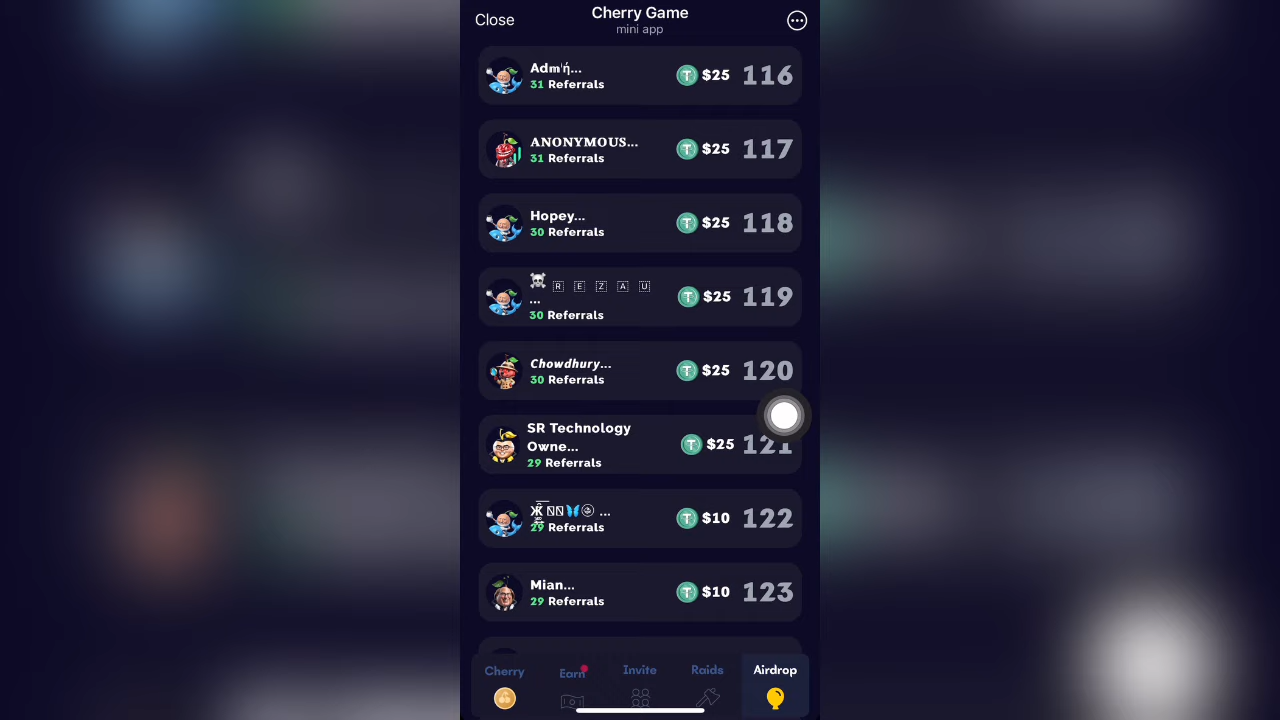 Close
Cherry Game
mini app
Adm'ή...
31 Referrals
$25
116
ANONYMOUS...
31 Referrals
$25
117
Hopey...
30 Referrals
$25
118
☠️ 🅁 🄴 🅉 🄰 🅄
...
30 Referrals
$25
119
Chowdhury...
30 Referrals
$25
120
SR Technology
Owne...
29 Referrals
$25
121
29 Referrals
$10
122
Mian...
29 Referrals
$10
123
Cherry
Earn
Invite
Raids
Airdrop